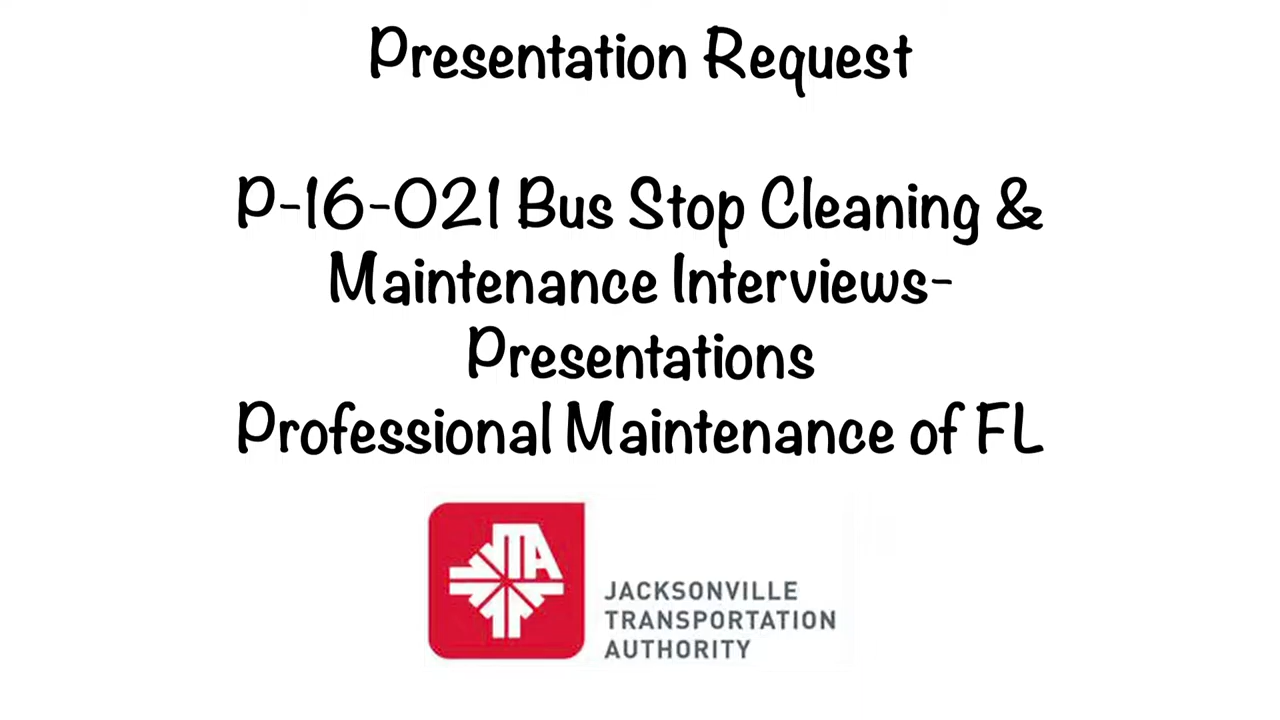 Presentation Request
P-16-021 Bus Stop Cleaning &
Maintenance Interviews-
Presentations
Professional Maintenance of FL
JTA
JACKSONVILLE
TRANSPORTATION
AUTHORITY